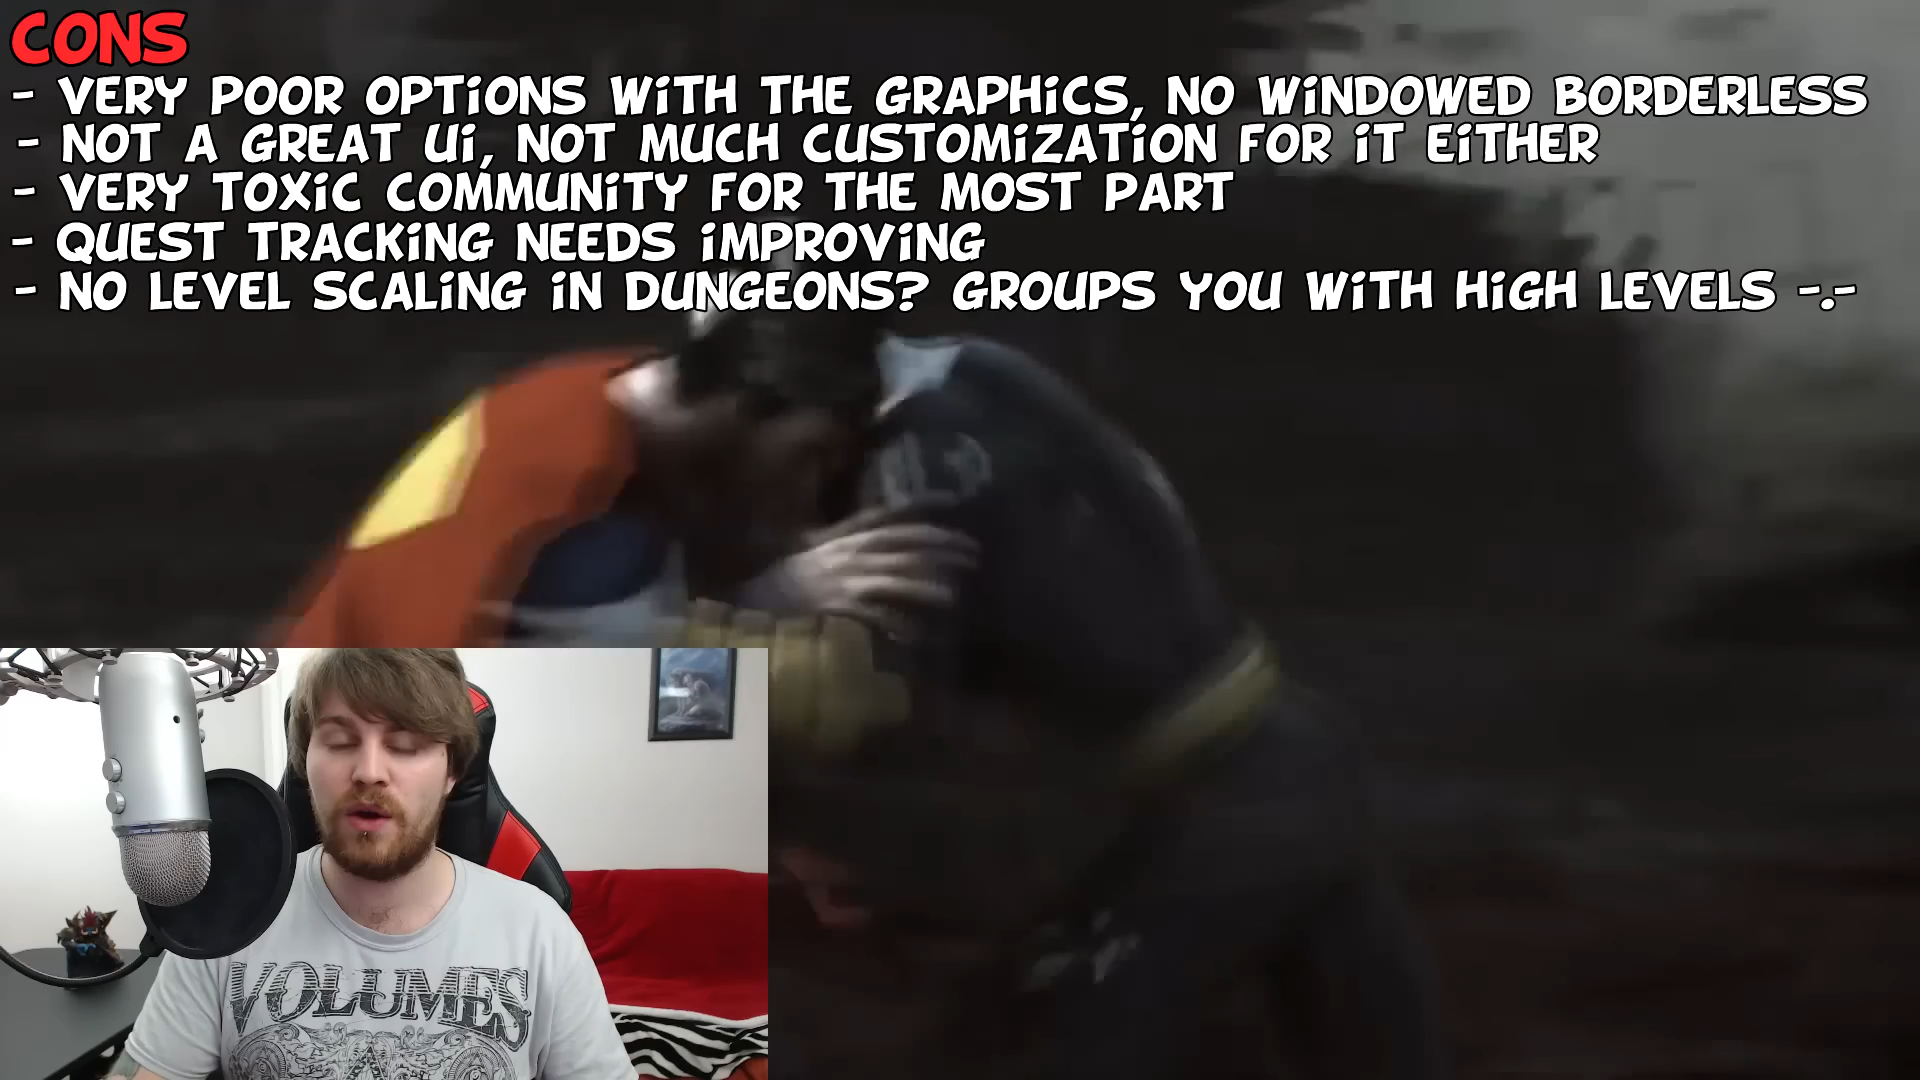 CONS
- VERY POOR OPTiONS WiTH THE GRAPHiCS, NO WiNDOWED BORDERLESS
- NOT A GREAT Ui, NOT MUCH CUSTOMiZATiON FOR iT EiTHER
- VERY TOXiC COMMUNiTY FOR THE MOST PART
- QUEST TRACKiNG NEEDS iMPROViNG
- NO LEVEL SCALiNG iN DUNGEONS? GROUPS YOU WiTH HiGH LEVELS -.-
VOLUMES